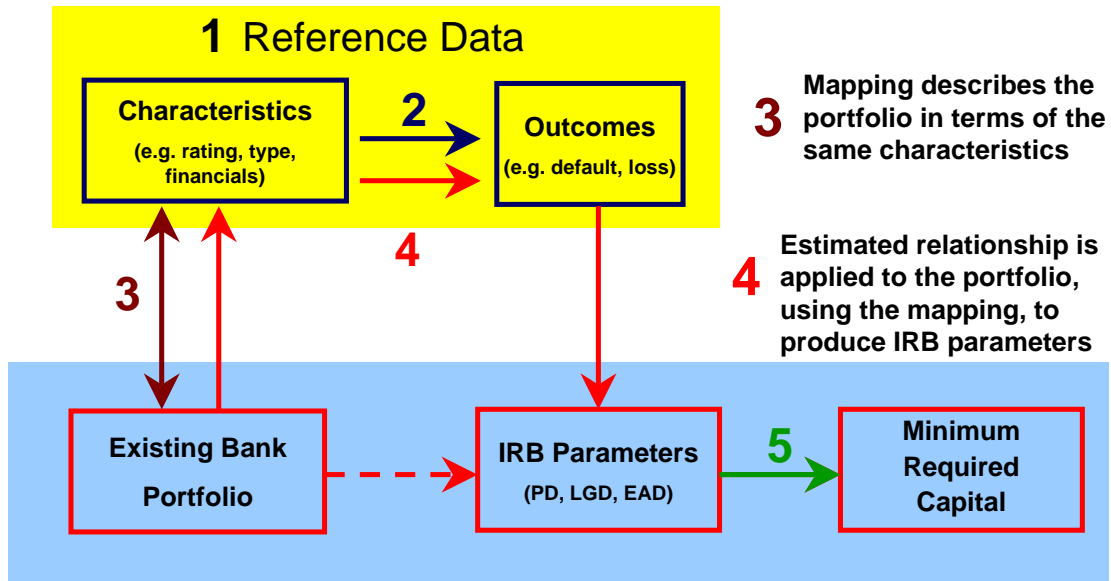 1 Reference Data
Characteristics
(e.g. rating, type,
financials)
2
4
Outcomes
(e.g. default, loss)
3
Mapping describes the
portfolio in terms of the
same characteristics
3
4
Estimated relationship is
applied to the portfolio,
using the mapping, to
produce IRB parameters
Existing Bank
Portfolio
IRB Parameters
(PD, LGD, EAD)
5
Minimum
Required
Capital